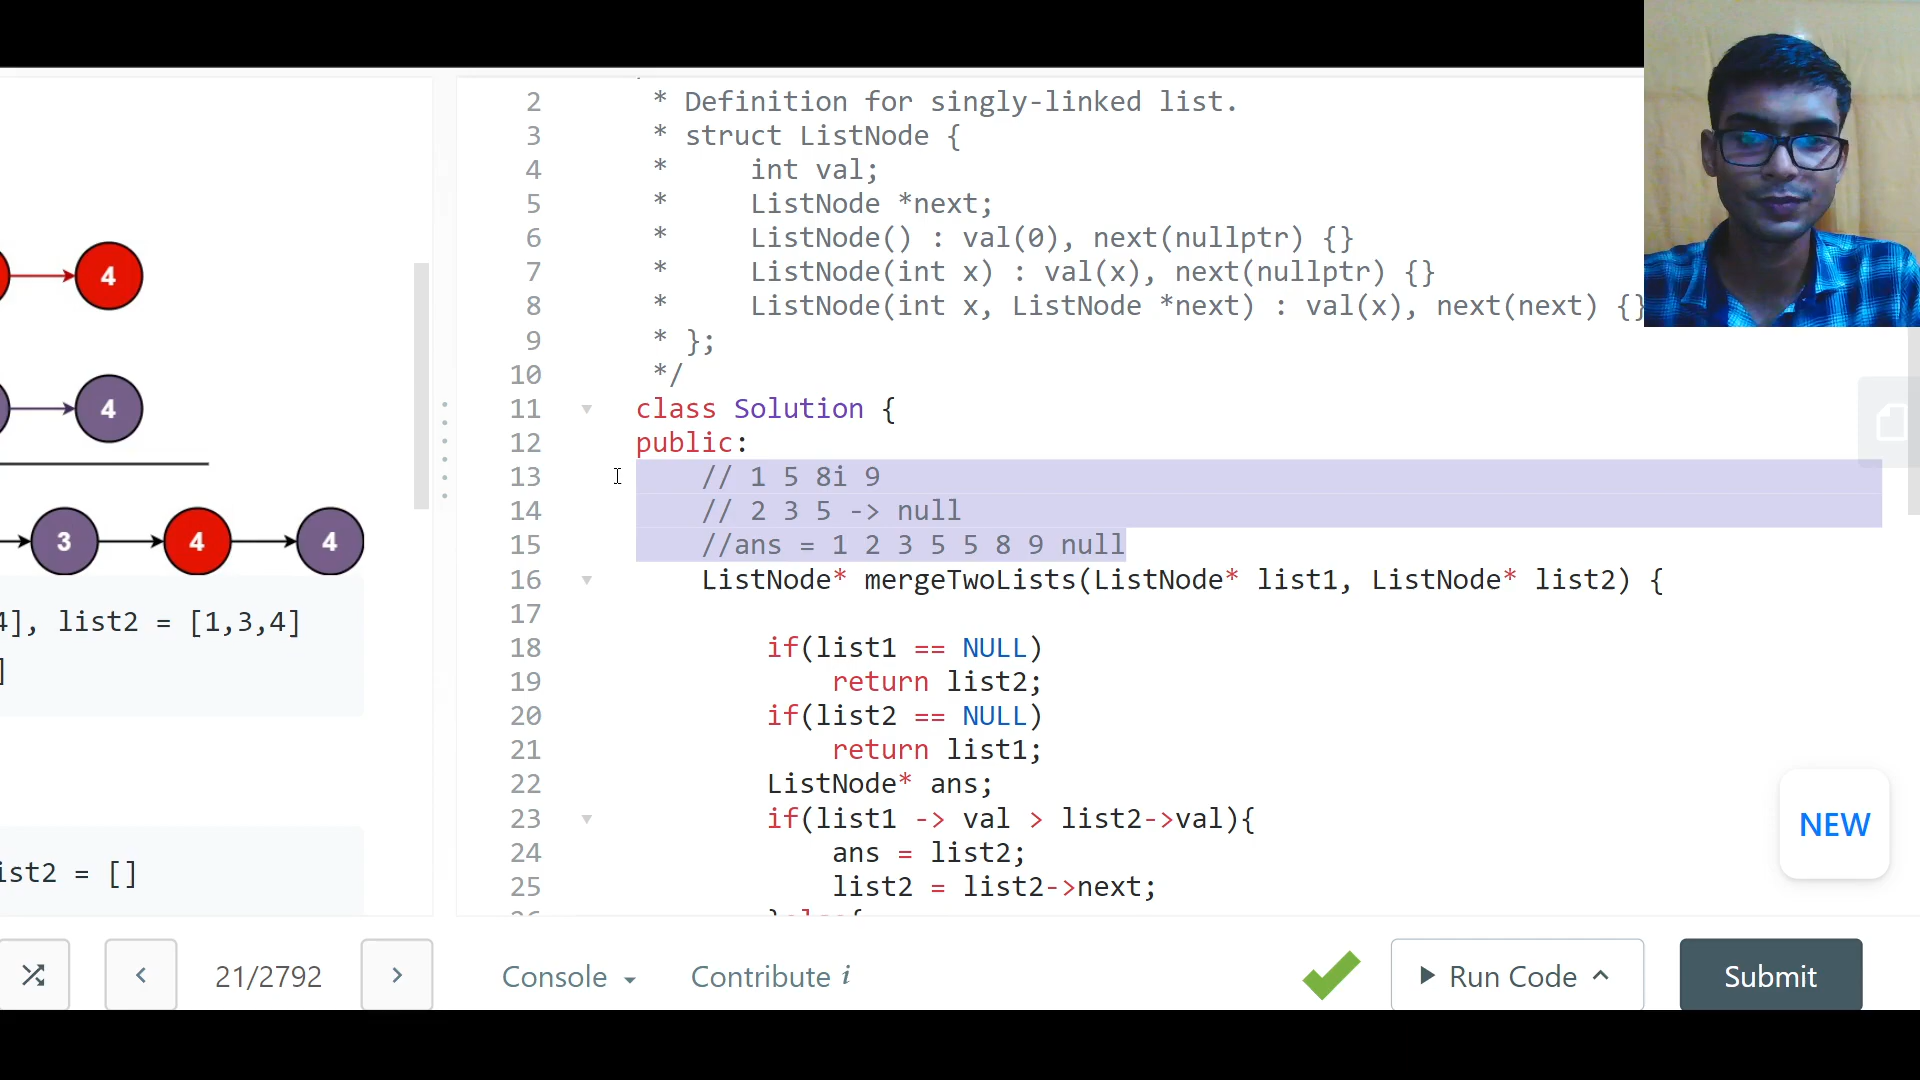 4
4
3 4 4
4], list2 = [1,3,4]
]
ist2 = []
2 * Definition for singly-linked list.
3 * struct ListNode {
4 *     int val;
5 *     ListNode *next;
6 *     ListNode() : val(0), next(nullptr) {}
7 *     ListNode(int x) : val(x), next(nullptr) {}
8 *     ListNode(int x, ListNode *next) : val(x), next(next) {}
9 * };
10 */
11 class Solution {
12 public:
13     // 1 5 8i 9
14     // 2 3 5 -> null
15     //ans = 1 2 3 5 5 8 9 null
16     ListNode* mergeTwoLists(ListNode* list1, ListNode* list2) {
17
18         if(list1 == NULL)
19             return list2;
20         if(list2 == NULL)
21             return list1;
22         ListNode* ans;
23         if(list1 -> val > list2->val){
24             ans = list2;
25             list2 = list2->next;
26         }else{
NEW
21/2792
Console
Contribute i
Run Code
Submit